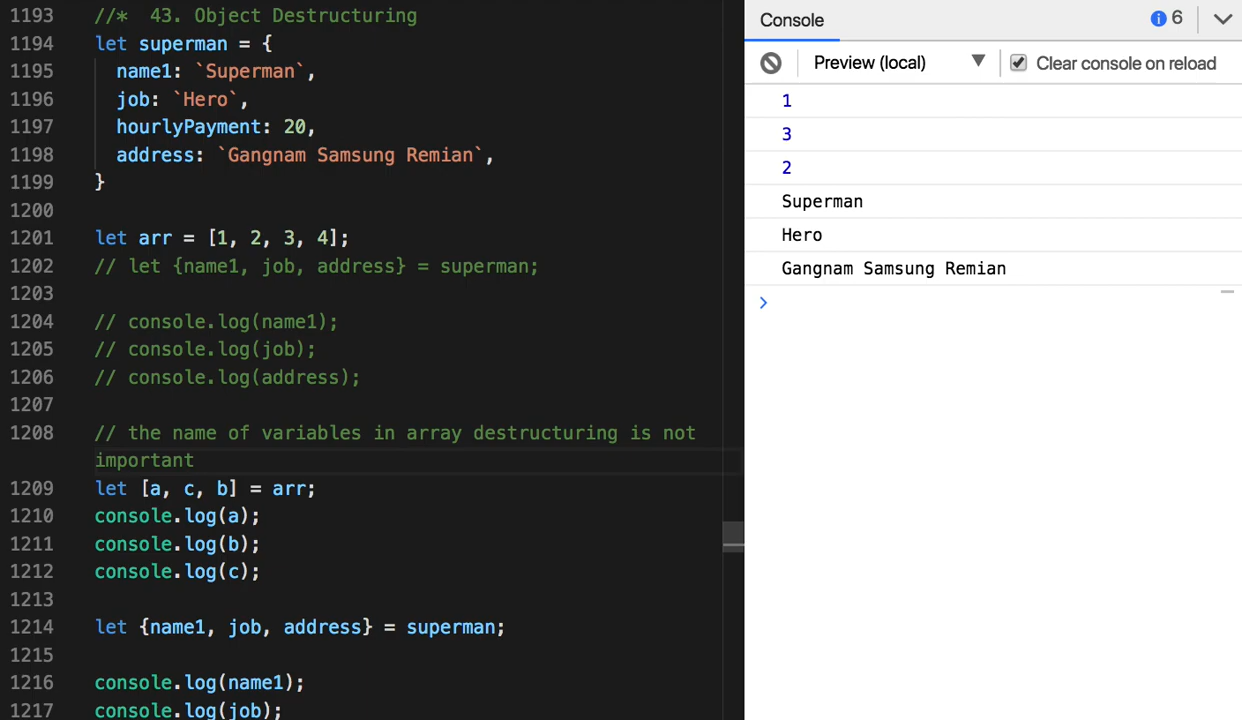 1193 //* 43. Object Destructuring
1194 let superman = {
1195 name1: `Superman`,
1196 job: `Hero`,
1197 hourlyPayment: 20,
1198 address: `Gangnam Samsung Remian`,
1199 }
1200
1201 let arr = [1, 2, 3, 4];
1202 // let {name1, job, address} = superman;
1203
1204 // console.log(name1);
1205 // console.log(job);
1206 // console.log(address);
1207
1208 // the name of variables in array destructuring is not
important
1209 let [a, c, b] = arr;
1210 console.log(a);
1211 console.log(b);
1212 console.log(c);
1213
1214 let {name1, job, address} = superman;
1215
1216 console.log(name1);
1217 console.log(job);
Console 6
Preview (local) Clear console on reload
1
3
2
Superman
Hero
Gangnam Samsung Remian